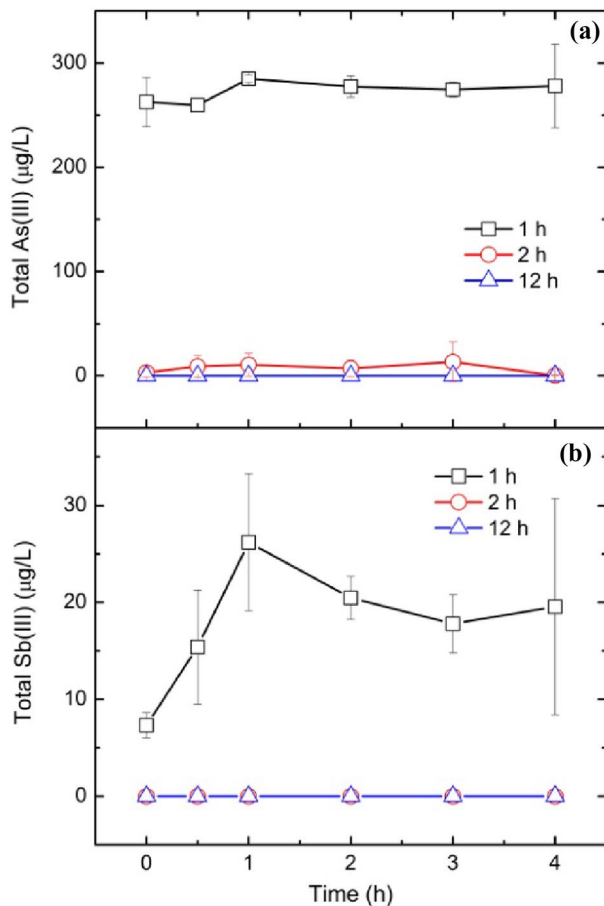 (a)
300
200
100
0
Total As(III) (μg/L)
1 h
2 h
12 h
(b)
30
20
10
0
Total Sb(III) (μg/L)
1 h
2 h
12 h
0 1 2 3 4
Time (h)